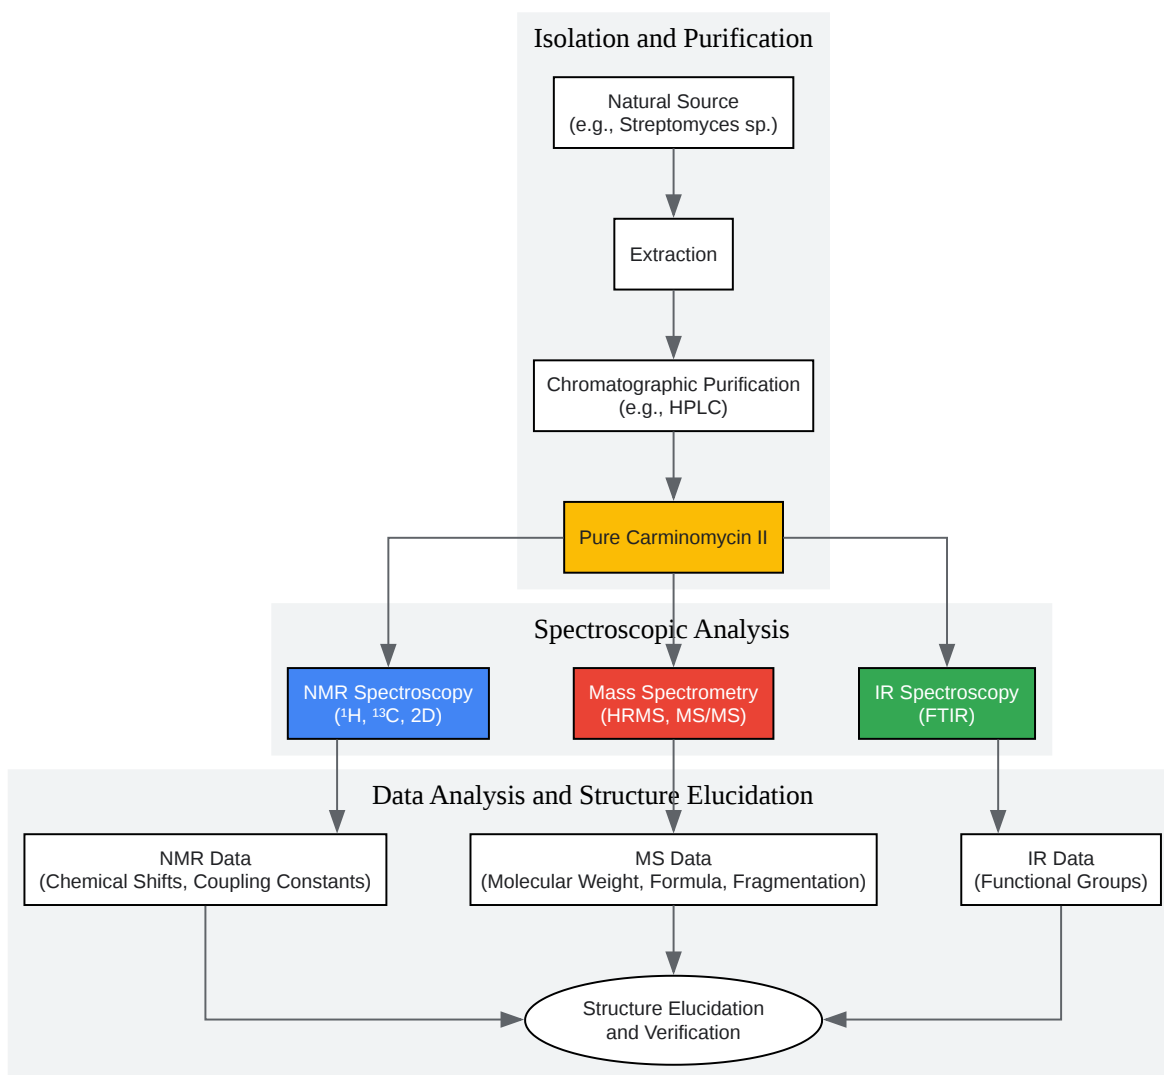 Isolation and Purification
Natural Source
(e.g., Streptomyces sp.)
Extraction
Chromatographic Purification
(e.g., HPLC)
Pure Carminomycin II
Spectroscopic Analysis
NMR Spectroscopy
(¹H, ¹³C, 2D)
Mass Spectrometry
(HRMS, MS/MS)
IR Spectroscopy
(FTIR)
Data Analysis and Structure Elucidation
NMR Data
(Chemical Shifts, Coupling Constants)
MS Data
(Molecular Weight, Formula, Fragmentation)
IR Data
(Functional Groups)
Structure Elucidation
and Verification